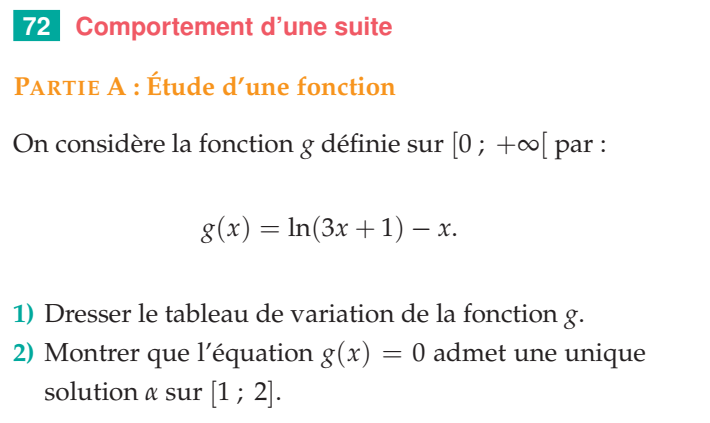 72 Comportement d'une suite
PARTIE A : Étude d'une fonction
On considère la fonction g définie sur [0 ; +∞[ par :
g(x) = ln(3x + 1) − x.
1) Dresser le tableau de variation de la fonction g.
2) Montrer que l'équation g(x) = 0 admet une unique
solution α sur [1 ; 2].